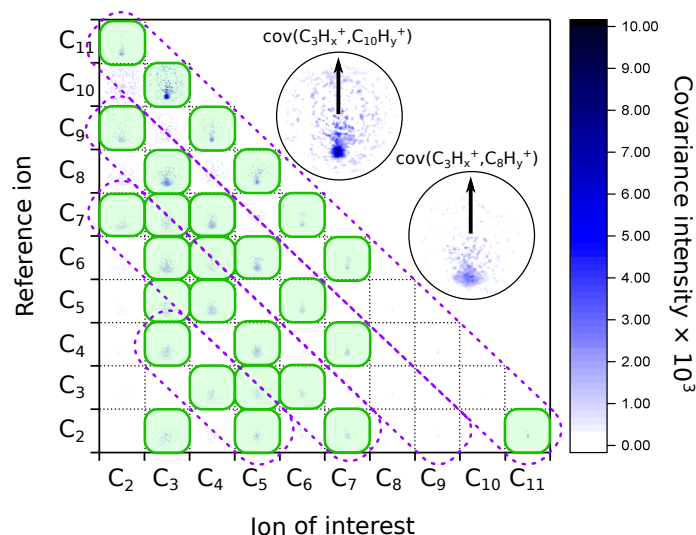 cov(C₃Hₓ⁺,C₁₀Hᵧ⁺)
cov(C₃Hₓ⁺,C₈Hᵧ⁺)
Reference ion
C₁₁
C₁₀
C₉
C₈
C₇
C₆
C₅
C₄
C₃
C₂
C₂ C₃ C₄ C₅ C₆ C₇ C₈ C₉ C₁₀ C₁₁
Ion of interest
10.00
9.00
8.00
7.00
6.00
5.00
4.00
3.00
2.00
1.00
0.00
Covariance intensity × 10³